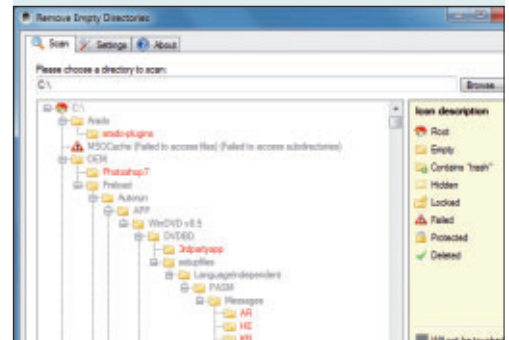 Remove Empty Directories
Scan Settings About
Please choose a directory to scan:
C:\ Browse...
C:\
aredo-plugins
MSOCache (Failed to access files) (Failed to access subdirectories)
OEM
Photoshop7
Preload
Autorun
APP
WinDVD v8.5
DVDBD
3rdpartyapp
setupfiles
LanguageIndependent
PASM
Messages
AR
HE
Icon description
Root
Empty
Contains "trash"
Hidden
Locked
Failed
Protected
Deleted